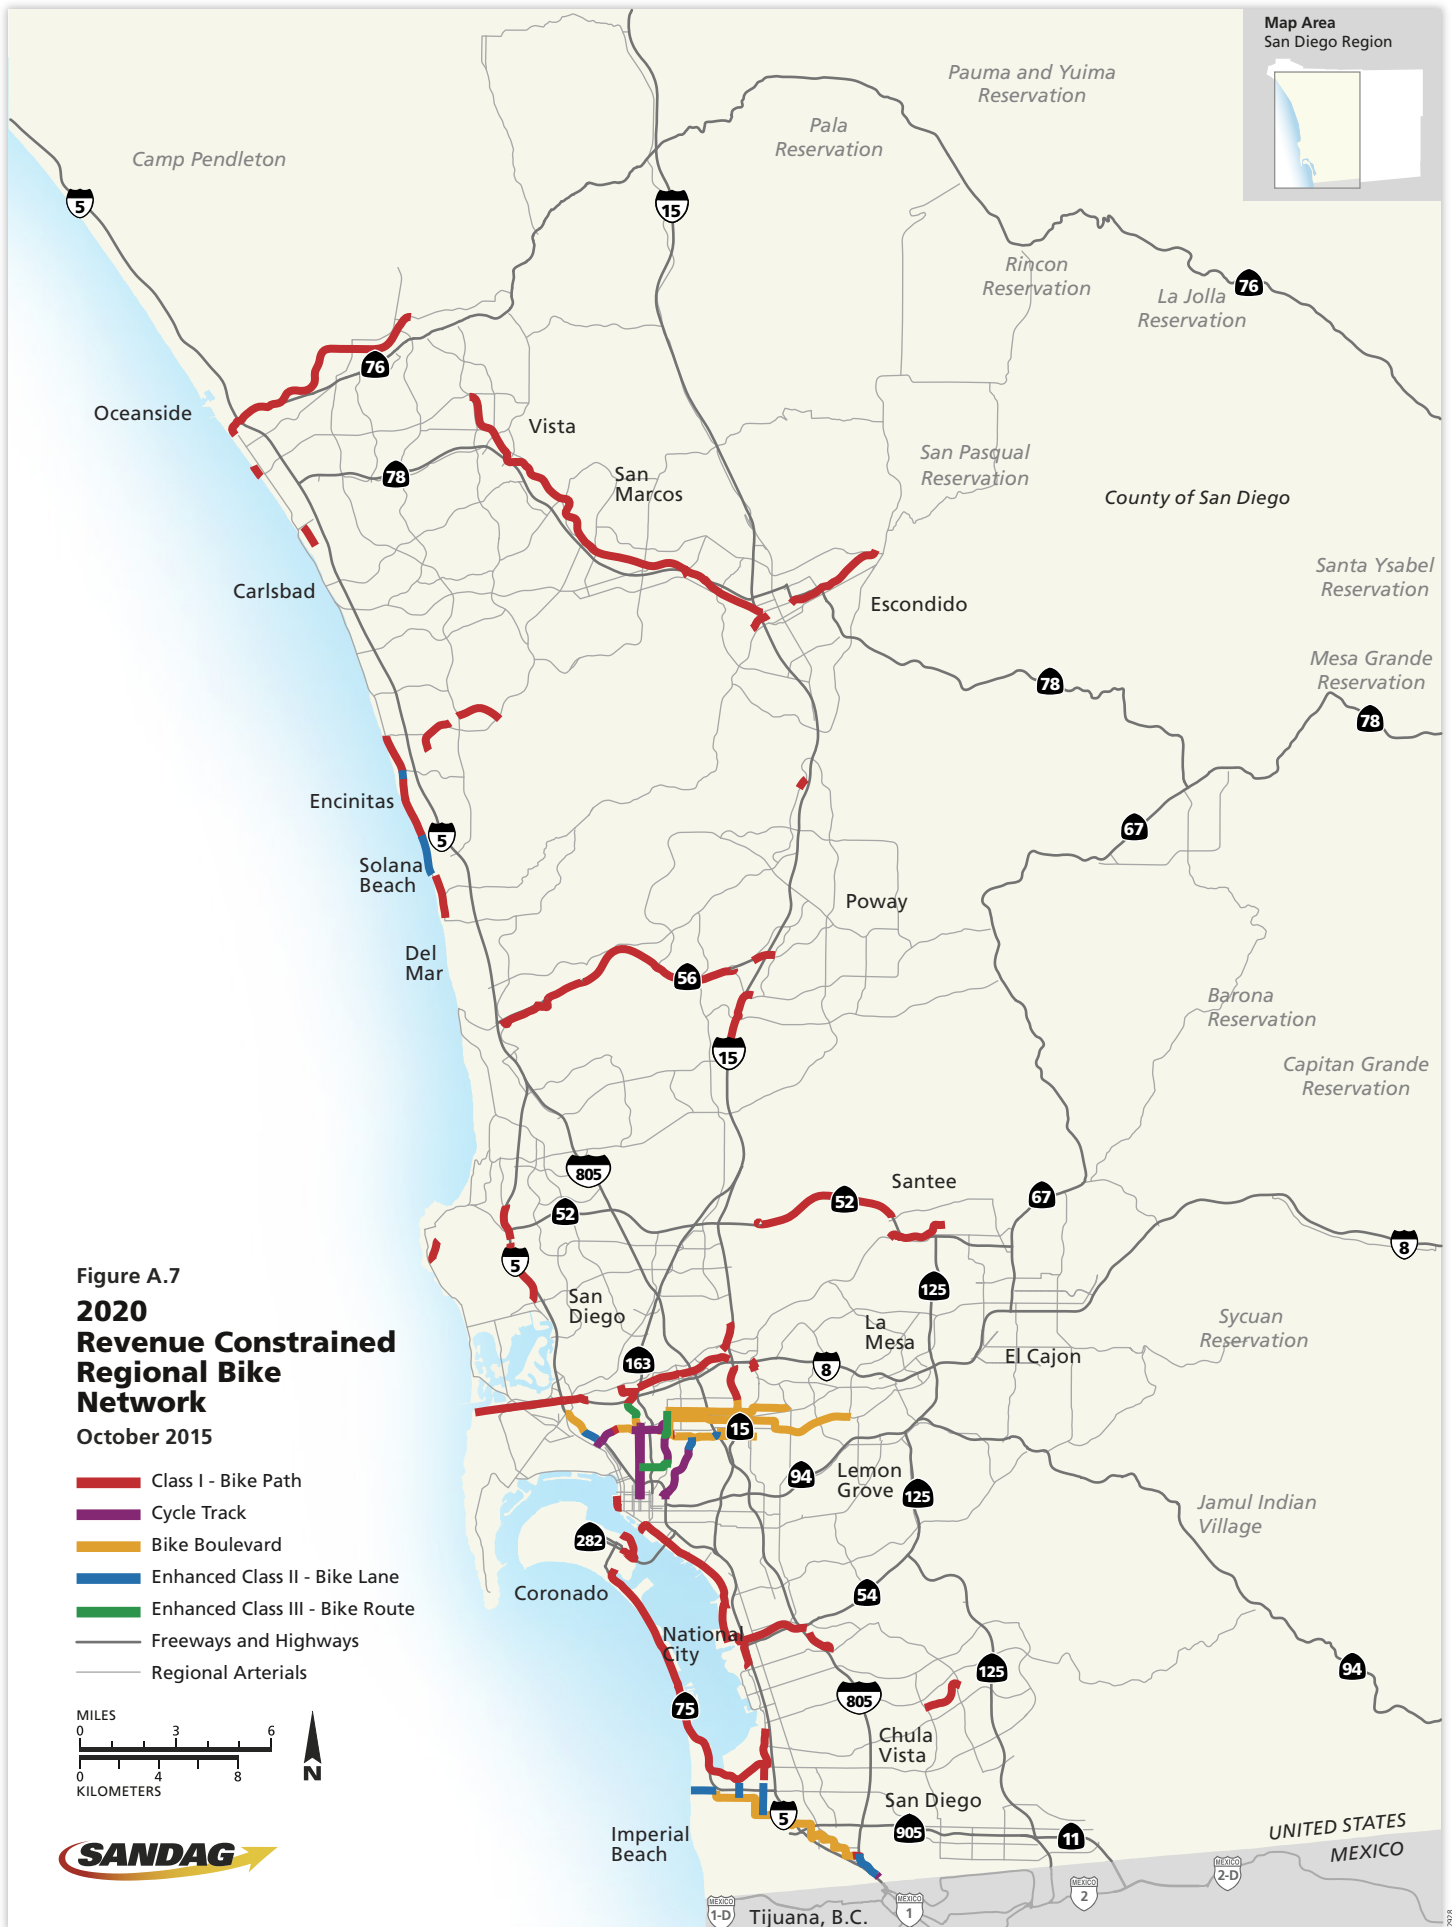 Map Area
San Diego Region
Pauma and Yuima
Reservation
Pala
Reservation
Camp Pendleton
5
15
Rincon
Reservation
La Jolla
Reservation
76
76
Oceanside
Vista
78
San
Marcos
San Pasqual
Reservation
County of San Diego
Carlsbad
Escondido
Santa Ysabel
Reservation
Mesa Grande
Reservation
78
78
Encinitas
5
67
Solana
Beach
Poway
Del
Mar
56
Barona
Reservation
15
Capitan Grande
Reservation
805
52
52
Santee
67
8
5
125
San
Diego
La
Mesa
El Cajon
Sycuan
Reservation
163
8
15
94
Lemon
Grove
125
Jamul Indian
Village
282
Coronado
54
National
City
125
94
75
805
Chula
Vista
San Diego
5
905
11
Imperial
Beach
UNITED STATES
MEXICO
MEXICO
1-D
Tijuana, B.C.
MEXICO
1
MEXICO
2
MEXICO
2-D
Figure A.7
2020
Revenue Constrained
Regional Bike
Network
October 2015
Class I - Bike Path
Cycle Track
Bike Boulevard
Enhanced Class II - Bike Lane
Enhanced Class III - Bike Route
Freeways and Highways
Regional Arterials
MILES
0 3 6
0 4 8
KILOMETERS
N
SANDAG